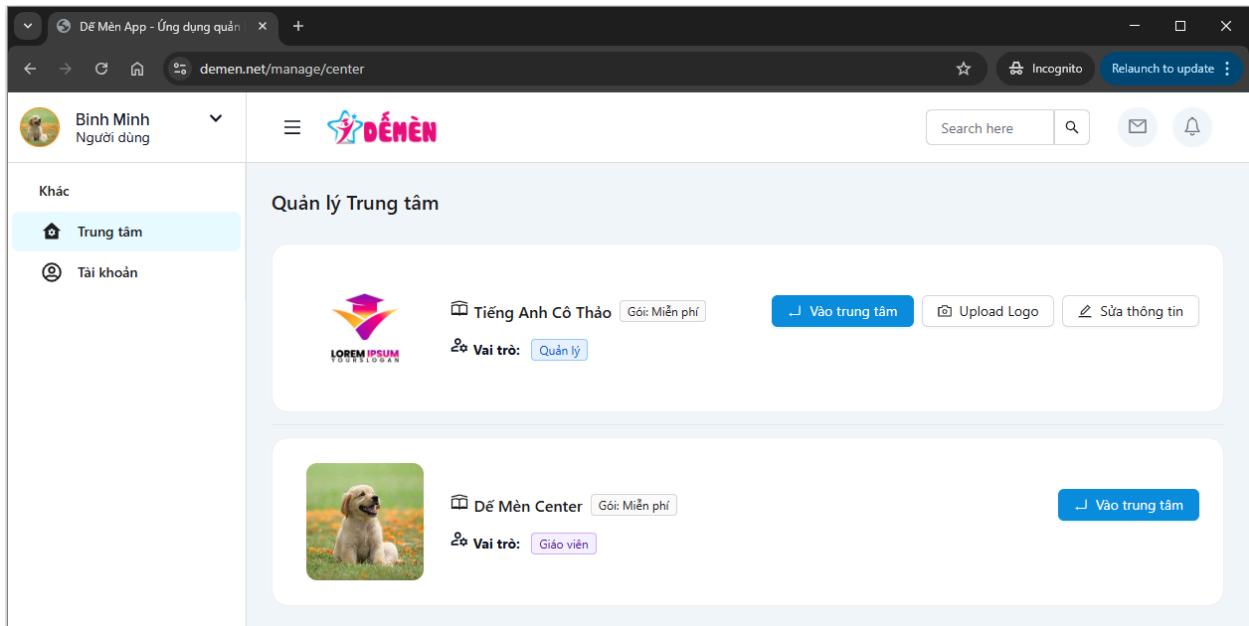 Dế Mèn App - Ứng dụng quản
demen.net/manage/center
Incognito
Relaunch to update
Binh Minh
Người dùng
DẾMÈN
Search here
Khác
Trung tâm
Tài khoản
Quản lý Trung tâm
LOREM IPSUM
YOURSLOGAN
Tiếng Anh Cô Thảo Gói: Miễn phí
Vai trò: Quản lý
Vào trung tâm Upload Logo Sửa thông tin
Dế Mèn Center Gói: Miễn phí
Vai trò: Giáo viên
Vào trung tâm